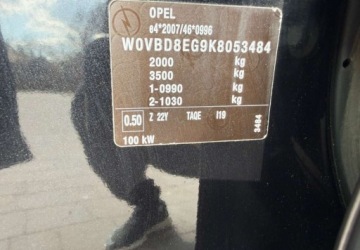 OPEL
e4*2007/46*0996
W0VBD8EG9K8053484
2000 kg
3500 kg
1-0990 kg
2-1030 kg
0.50 Z 22Y TAQE I19
100 kW
3484